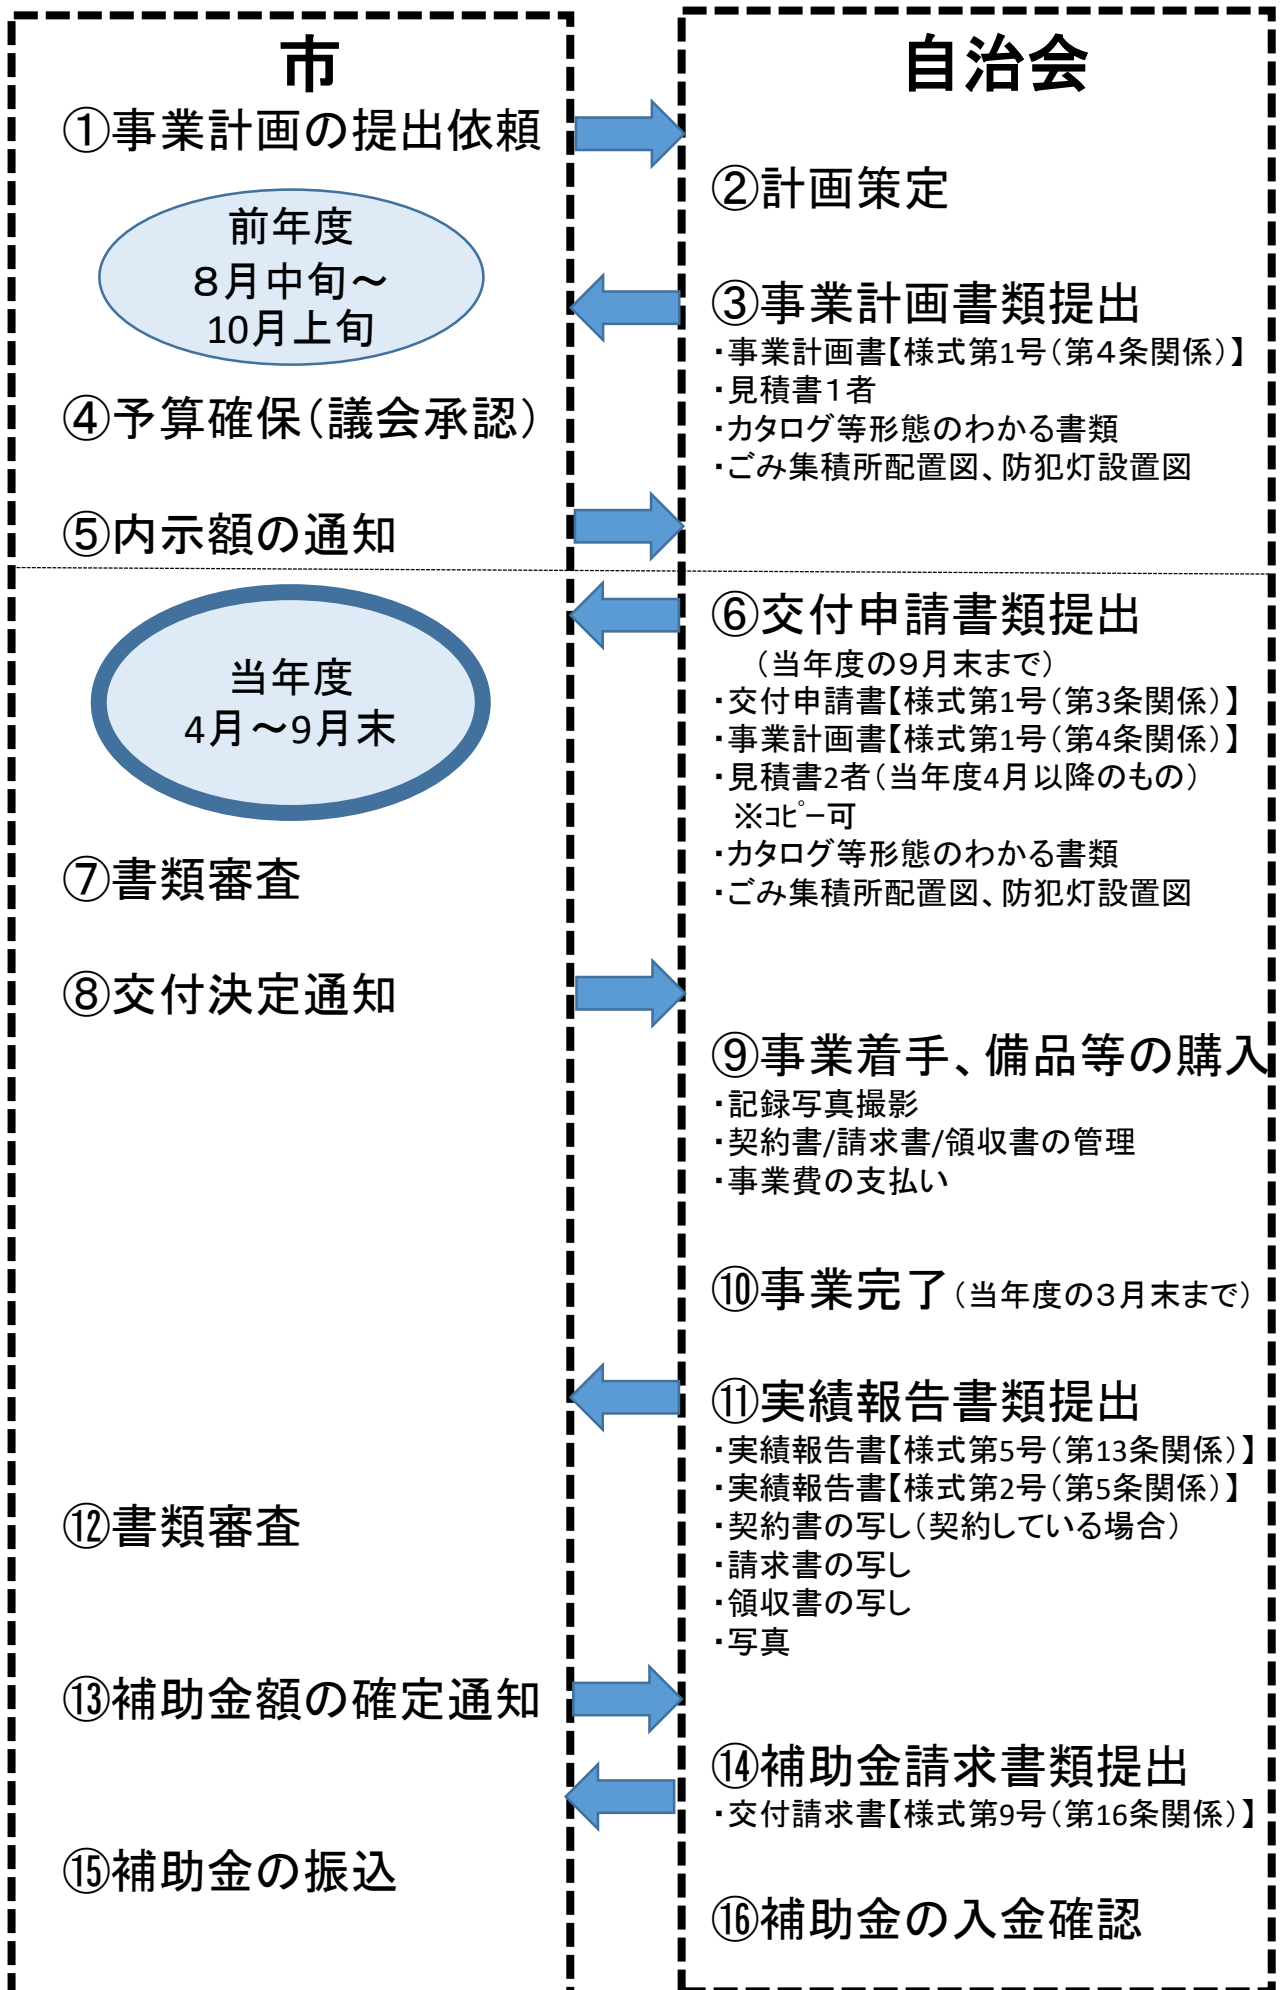 市
①事業計画の提出依頼
前年度
８月中旬～
10月上旬
④予算確保（議会承認）
⑤内示額の通知
当年度
4月～9月末
⑦書類審査
⑧交付決定通知
⑫書類審査
⑬補助金額の確定通知
⑮補助金の振込
自治会
②計画策定
③事業計画書類提出
・事業計画書【様式第1号（第４条関係）】
・見積書１者
・カタログ等形態のわかる書類
・ごみ集積所配置図、防犯灯設置図
⑥交付申請書類提出
（当年度の９月末まで）
・交付申請書【様式第1号（第3条関係）】
・事業計画書【様式第1号（第4条関係）】
・見積書2者（当年度4月以降のもの）
※ｺﾋﾟｰ可
・カタログ等形態のわかる書類
・ごみ集積所配置図、防犯灯設置図
⑨事業着手、備品等の購入
・記録写真撮影
・契約書/請求書/領収書の管理
・事業費の支払い
⑩事業完了（当年度の３月末まで）
⑪実績報告書類提出
・実績報告書【様式第5号（第13条関係）】
・実績報告書【様式第2号（第5条関係）】
・契約書の写し（契約している場合）
・請求書の写し
・領収書の写し
・写真
⑭補助金請求書類提出
・交付請求書【様式第9号（第16条関係）】
⑯補助金の入金確認